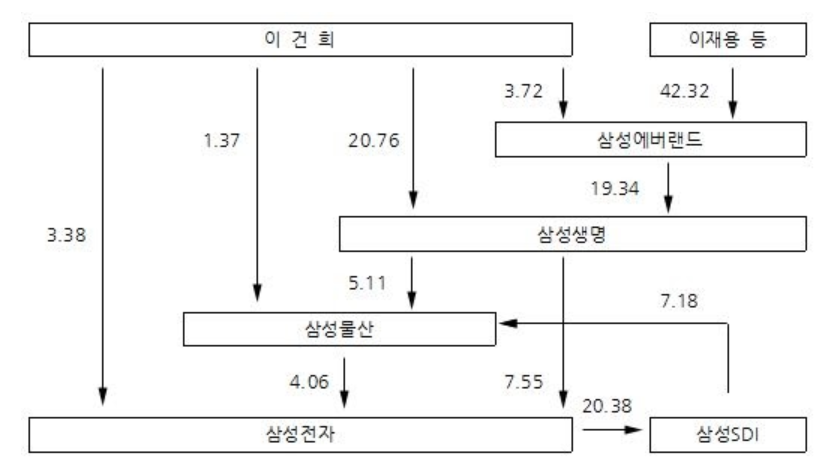 이 건 희
이재용 등
3.72
42.32
1.37
20.76
삼성에버랜드
19.34
3.38
삼성생명
5.11
7.18
삼성물산
4.06
7.55
20.38
삼성전자
삼성SDI